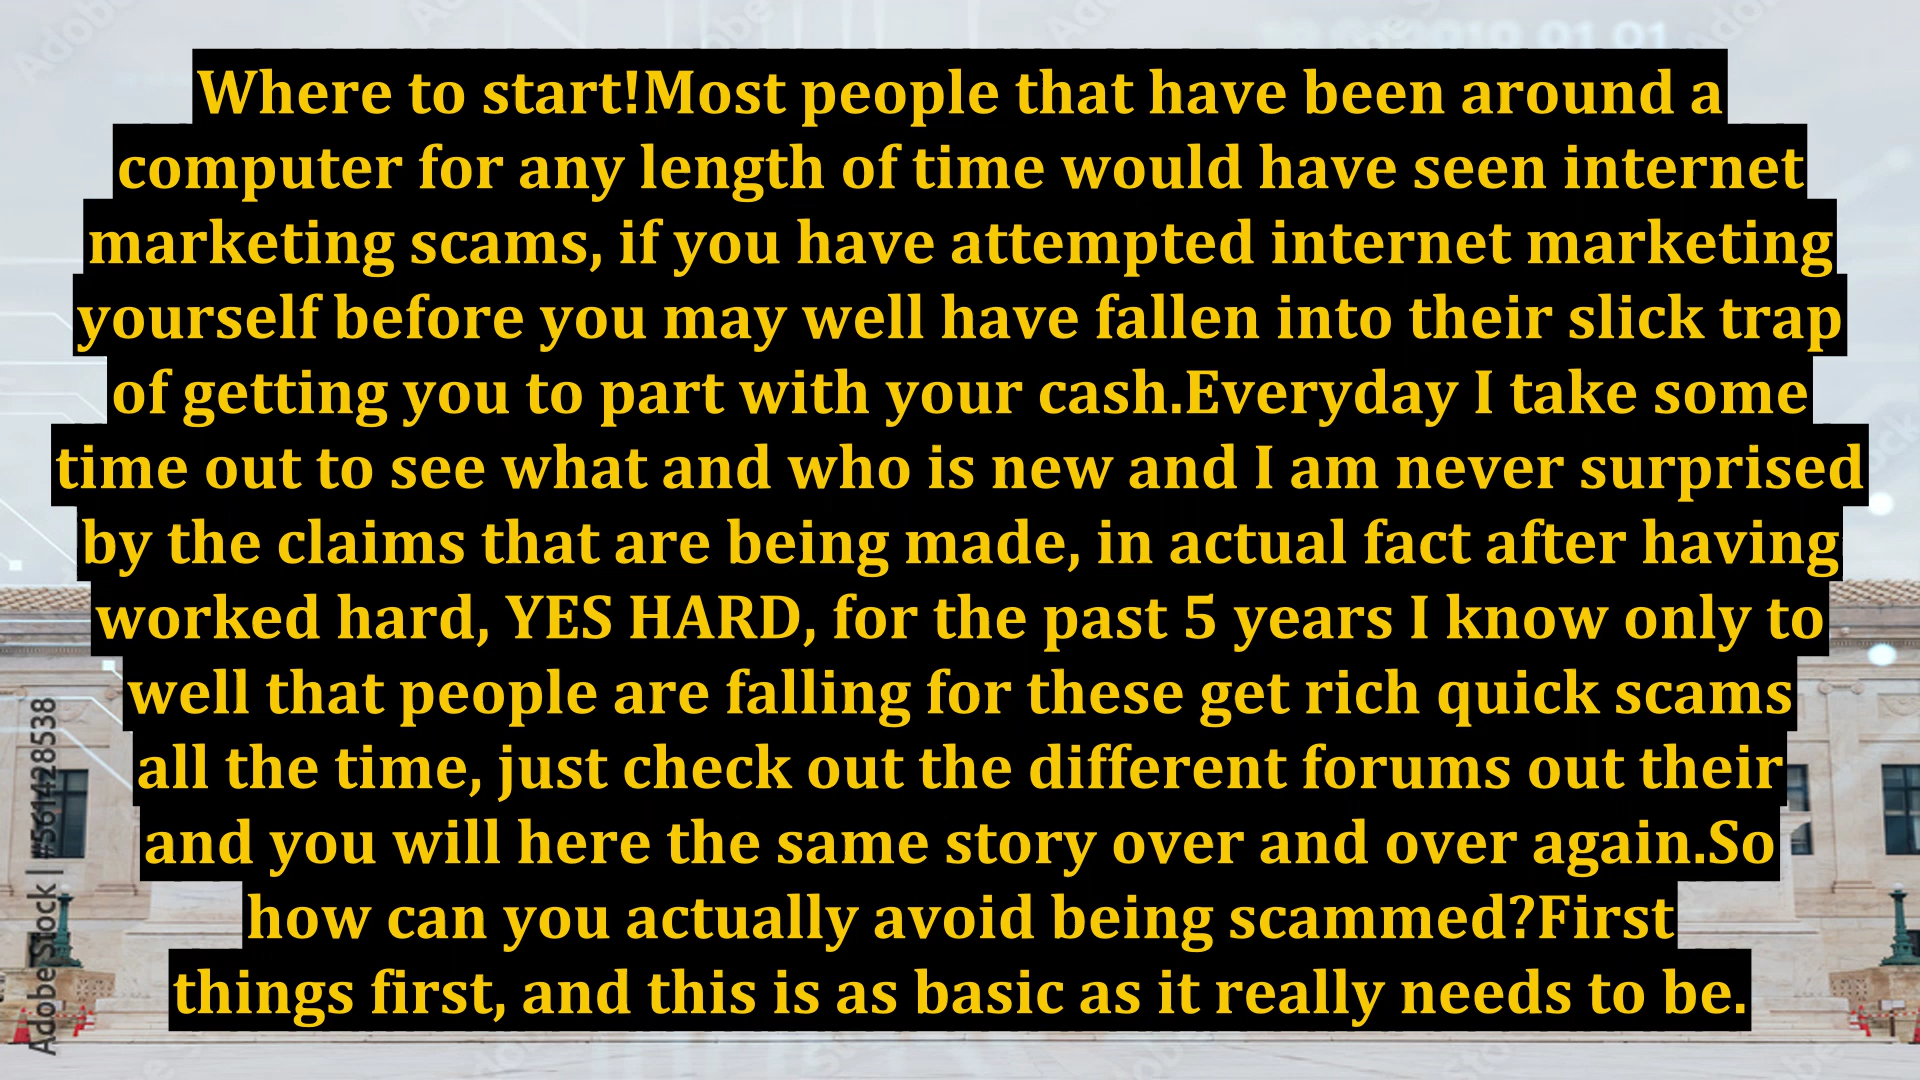 Where to start!Most people that have been around a
computer for any length of time would have seen internet
marketing scams, if you have attempted internet marketing
yourself before you may well have fallen into their slick trap
of getting you to part with your cash.Everyday I take some
time out to see what and who is new and I am never surprised
by the claims that are being made, in actual fact after having
worked hard, YES HARD, for the past 5 years I know only to
well that people are falling for these get rich quick scams
all the time, just check out the different forums out their
and you will here the same story over and over again.So
how can you actually avoid being scammed?First
things first, and this is as basic as it really needs to be.
AdobeStock | #561428538